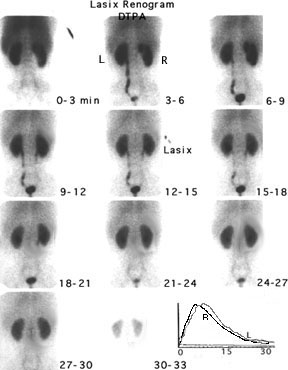 Lasix Renogram
DTPA
L R
0-3 min 3-6 6-9
Lasix
9-12 12-15 15-18
18-21 21-24 24-27
27-30 30-33
R L
0 15 30